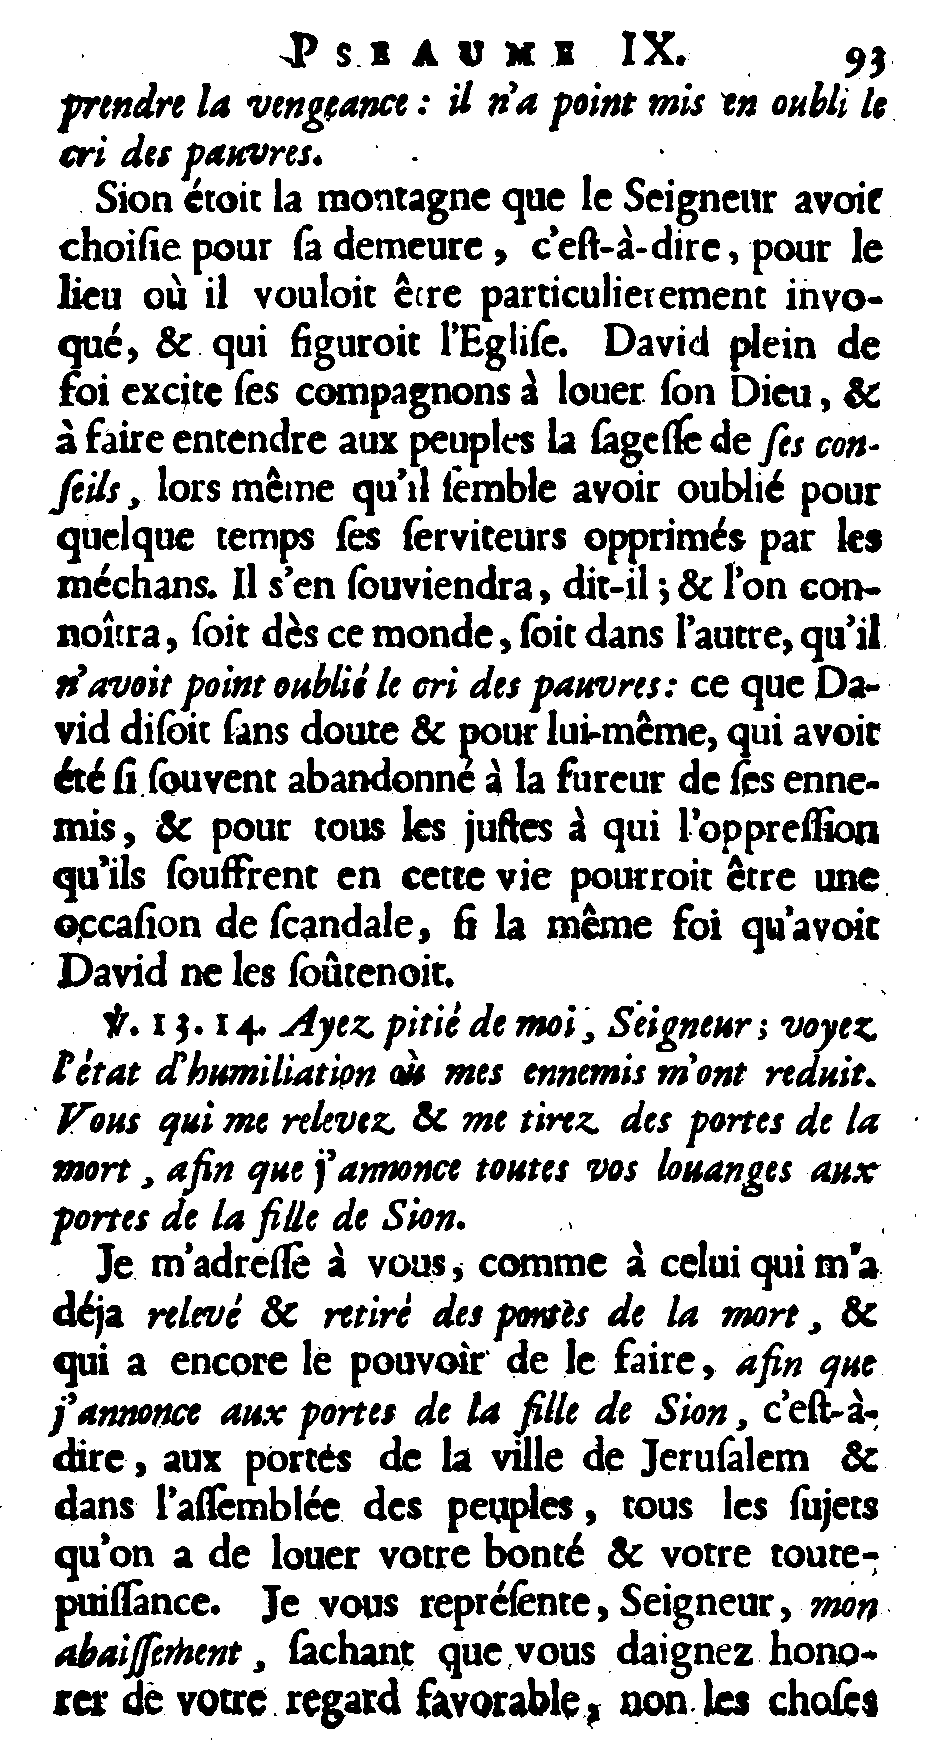 PSEAUME IX. 93
prendre la vengeance : il n'a point mis en oubli le
cri des pauvres.
Sion étoit la montagne que le Seigneur avoit
choiſie pour ſa demeure, c'eſt-à-dire, pour le
lieu où il vouloit être particulierement invo-
qué, & qui figuroit l'Egliſe. David plein de
foi excite ſes compagnons à louer ſon Dieu, &
à faire entendre aux peuples la ſageſſe de ſes con-
ſeils, lors même qu'il ſemble avoir oublié pour
quelque temps ſes ſerviteurs opprimés par les
méchans. Il s'en ſouviendra, dit-il ; & l'on con-
noîtra, ſoit dès ce monde, ſoit dans l'autre, qu'il
n'avoit point oublié le cri des pauvres : ce que Da-
vid diſoit ſans doute & pour lui-même, qui avoit
été ſi ſouvent abandonné à la fureur de ſes enne-
mis, & pour tous les juſtes à qui l'oppreſſion
qu'ils ſouffrent en cette vie pourroit être une
occaſion de ſcandale, ſi la même foi qu'avoit
David ne les ſoûtenoit.
℣. 13. 14. Ayez pitié de moi, Seigneur ; voyez
l'état d'humiliation où mes ennemis m'ont reduit.
Vous qui me relevez & me tirez des portes de la
mort, afin que j'annonce toutes vos louanges aux
portes de la fille de Sion.
Je m'adreſſe à vous, comme à celui qui m'a
déja relevé & retiré des portes de la mort, &
qui a encore le pouvoir de le faire, afin que
j'annonce aux portes de la fille de Sion, c'eſt-à-
dire, aux portes de la ville de Jeruſalem &
dans l'aſſemblée des peuples, tous les ſujets
qu'on a de louer votre bonté & votre toute-
puiſſance. Je vous repréſente, Seigneur, mon
abaiſſement, ſachant que vous daignez hono-
rer de votre regard favorable, non les choſes